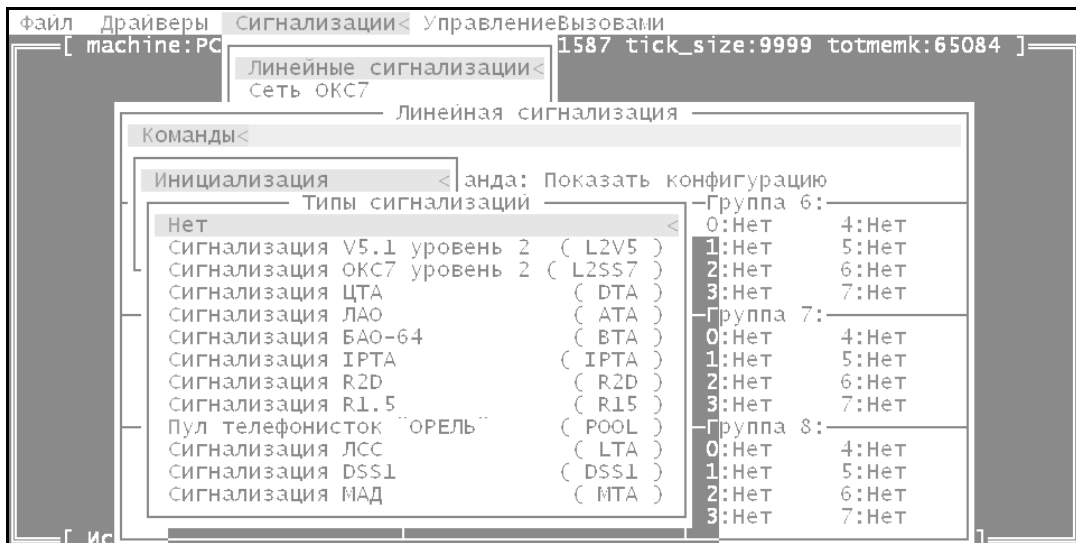 Файл Драйверы Сигнализации< УправлениеВызовами
[ machine:PC 1587 tick_size:9999 totmemk:65084 ]
Линейные сигнализации<
Сеть ОКС7
Линейная сигнализация
Команды<
Инициализация < анда: Показать конфигурацию
Типы сигнализаций Группа 6:
Нет < 0:Нет 4:Нет
Сигнализация V5.1 уровень 2 ( L2V5 ) 1:Нет 5:Нет
Сигнализация ОКС7 уровень 2 ( L2SS7 ) 2:Нет 6:Нет
Сигнализация ЦТА ( DTA ) 3:Нет 7:Нет
Сигнализация ЛАО ( ATA ) Группа 7:
Сигнализация БАО-64 ( BTA ) 0:Нет 4:Нет
Сигнализация IPTA ( IPTA ) 1:Нет 5:Нет
Сигнализация R2D ( R2D ) 2:Нет 6:Нет
Сигнализация R1.5 ( R15 ) 3:Нет 7:Нет
Пул телефонисток "ОРЕЛЬ" ( POOL ) Группа 8:
Сигнализация ЛСС ( LTA ) 0:Нет 4:Нет
Сигнализация DSS1 ( DSS1 ) 1:Нет 5:Нет
Сигнализация МАД ( MTA ) 2:Нет 6:Нет
3:Нет 7:Нет
[ Ис ]